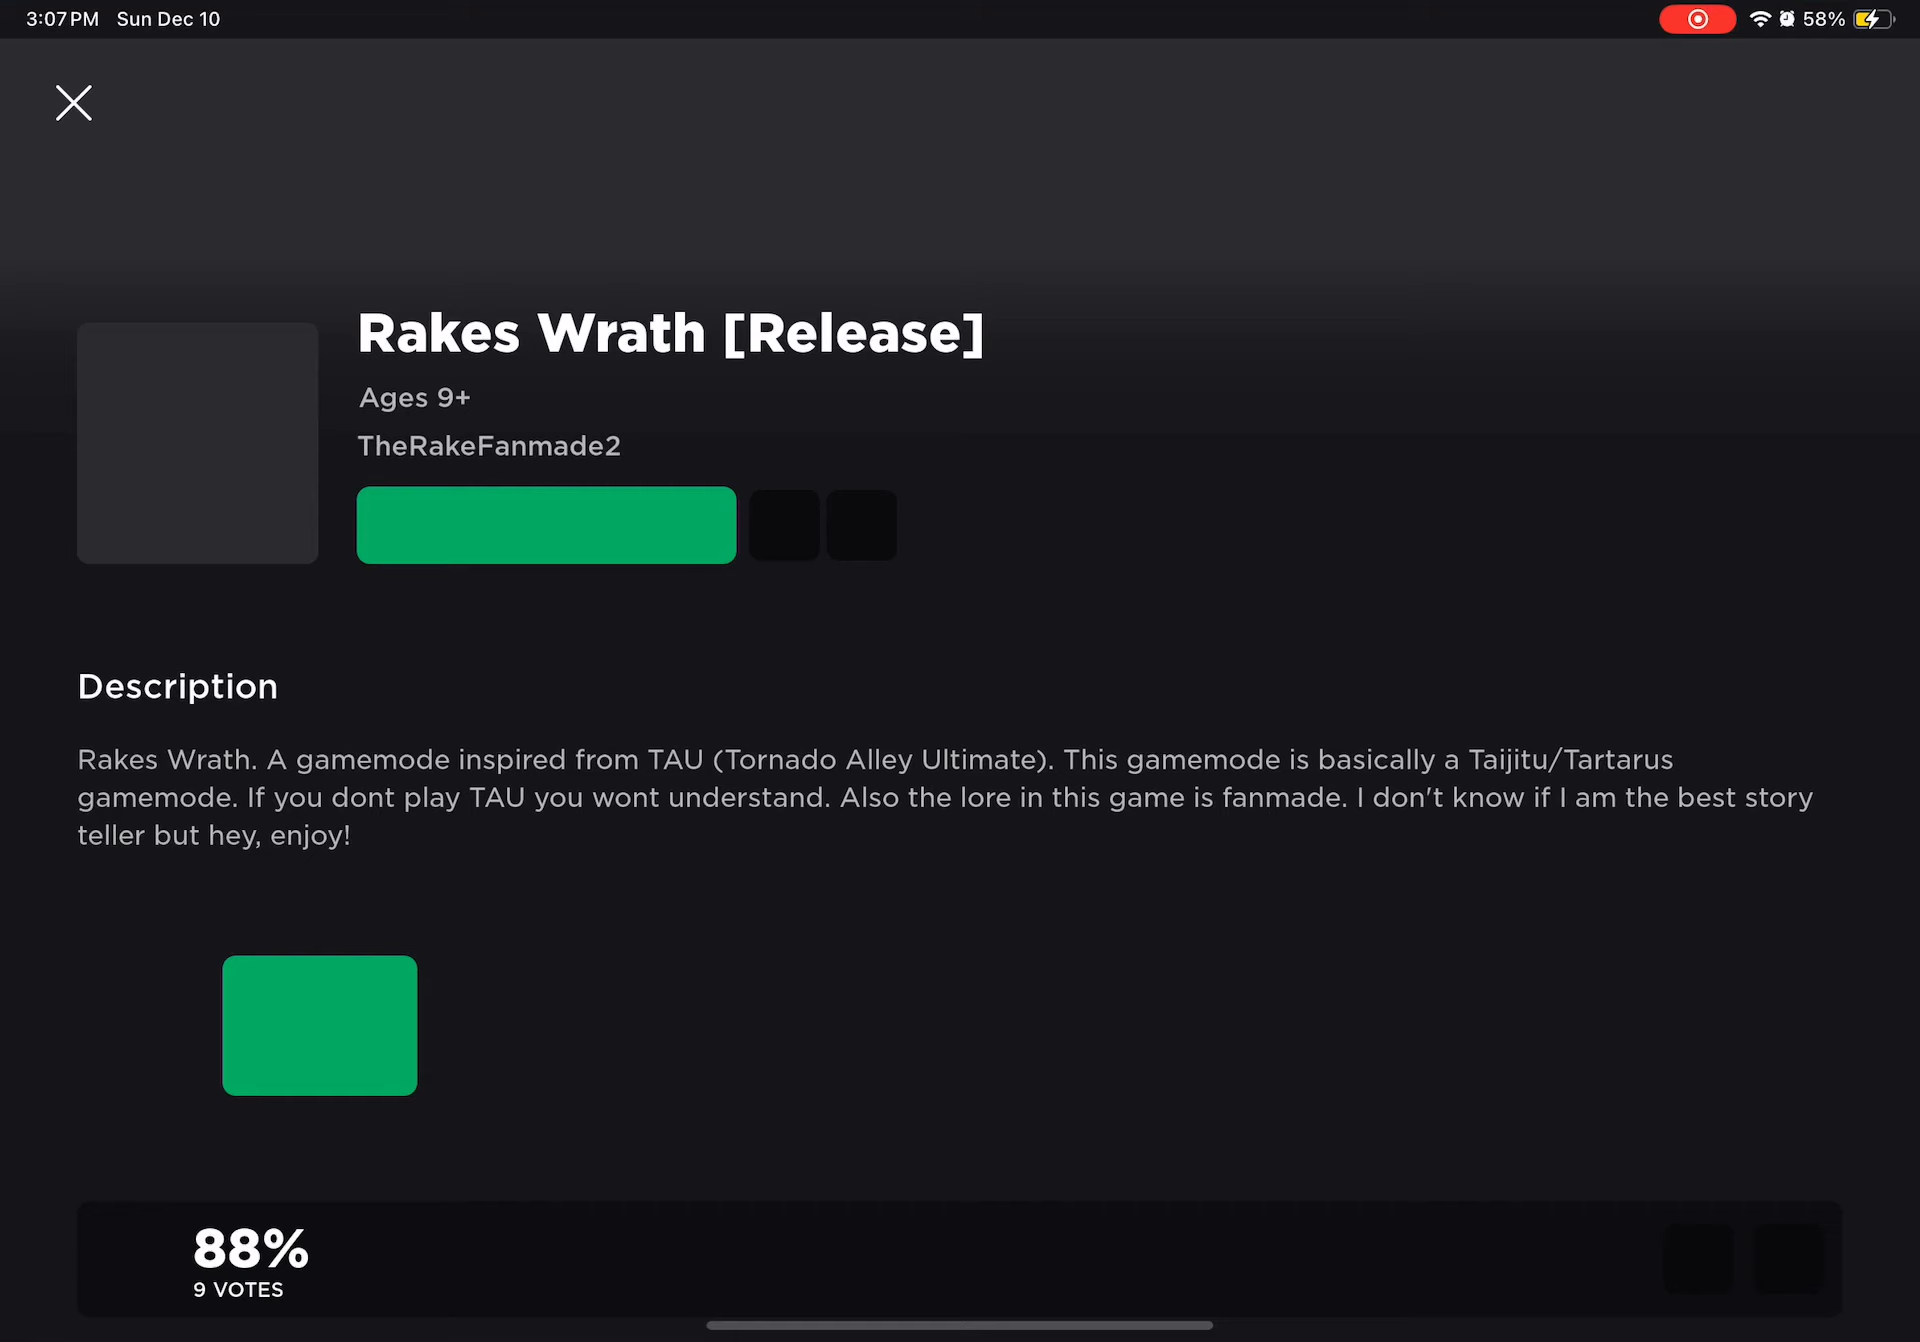 3:07 PM Sun Dec 10
58%
Rakes Wrath [Release]
Ages 9+
TheRakeFanmade2
Description
Rakes Wrath. A gamemode inspired from TAU (Tornado Alley Ultimate). This gamemode is basically a Taijitu/Tartarus
gamemode. If you dont play TAU you wont understand. Also the lore in this game is fanmade. I don't know if I am the best story
teller but hey, enjoy!
88%
9 VOTES